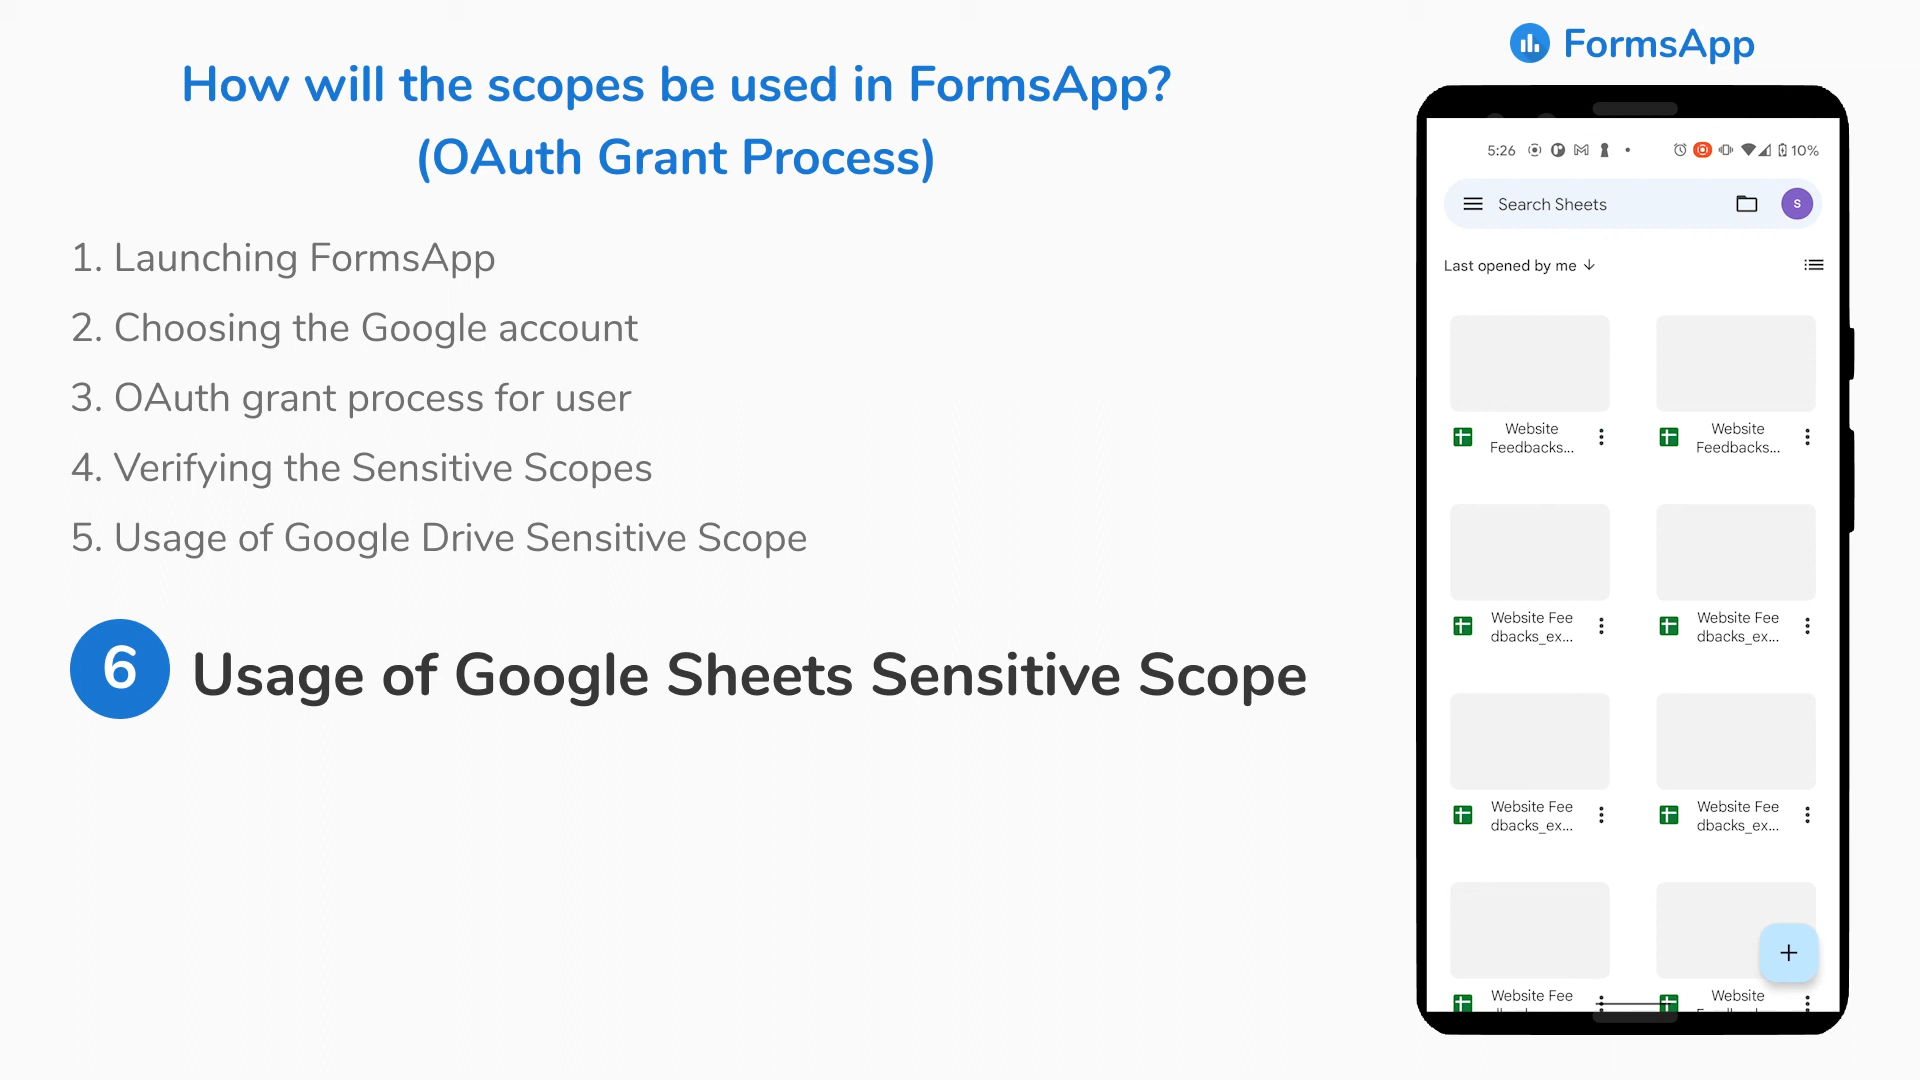 How will the scopes be used in FormsApp?
(OAuth Grant Process)
1. Launching FormsApp
2. Choosing the Google account
3. OAuth grant process for user
4. Verifying the Sensitive Scopes
5. Usage of Google Drive Sensitive Scope
6 Usage of Google Sheets Sensitive Scope
FormsApp
5:26 10%
Search Sheets S
Last opened by me
Website
Feedbacks...
Website
Feedbacks...
Website Fee
dbacks_ex...
Website Fee
dbacks_ex...
Website Fee
dbacks_ex...
Website Fee
dbacks_ex...
Website Fee
Website